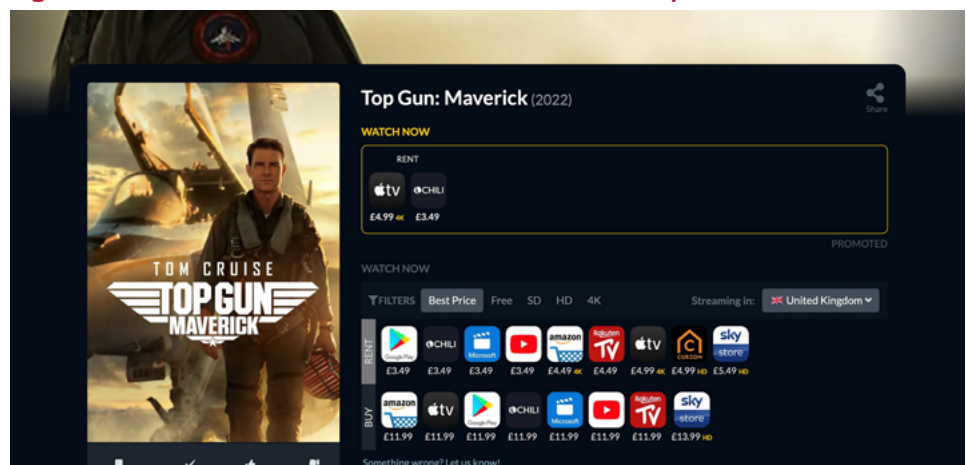 Top Gun: Maverick (2022)
Share
WATCH NOW
RENT
tv CHILI
£4.99 4K £3.49
PROMOTED
TOM CRUISE
TOP GUN
MAVERICK
WATCH NOW
FILTERS Best Price Free SD HD 4K Streaming in: United Kingdom
RENT
Google Play CHILI Microsoft amazon Rakuten TV tv CURZON sky store
£3.49 £3.49 £3.49 £3.49 £4.49 4K £4.49 £4.99 4K £4.99 HD £5.49 HD
BUY
amazon tv Google Play CHILI Microsoft Rakuten TV sky store
£11.99 £11.99 £11.99 £11.99 £11.99 £11.99 £11.99 £13.99 HD
Something wrong? Let us know!